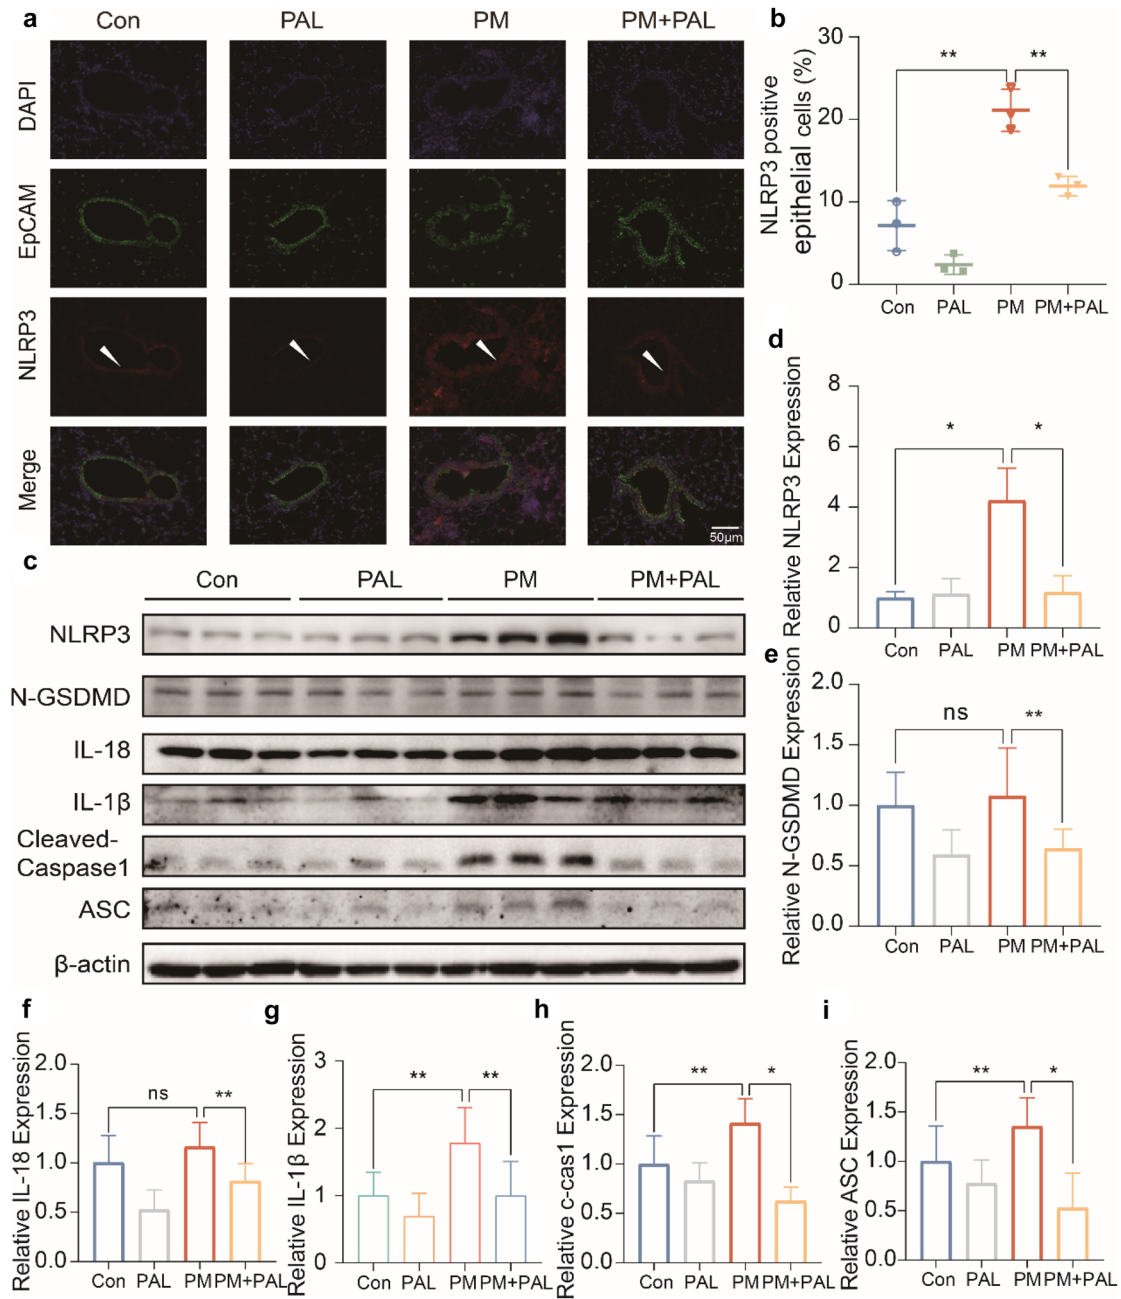 a
Con
PAL
PM
PM+PAL
DAPI
EpCAM
NLRP3
Merge
50μm
b
NLRP3 positive
epithelial cells (%)
30
20
10
0
**
**
Con
PAL
PM
PM+PAL
c
Con
PAL
PM
PM+PAL
NLRP3
N-GSDMD
IL-18
IL-1β
Cleaved-
Caspase1
ASC
β-actin
d
Relative NLRP3 Expression
8
6
4
2
0
*
*
Con
PAL
PM
PM+PAL
e
Relative N-GSDMD Expression
2.0
1.5
1.0
0.5
0.0
ns
**
Con
PAL
PM
PM+PAL
f
Relative IL-18 Expression
2.0
1.5
1.0
0.5
0.0
ns
**
Con
PAL
PM
PM+PAL
g
Relative IL-1β Expression
3
2
1
0
**
**
Con
PAL
PM
PM+PAL
h
Relative c-cas1 Expression
2.0
1.5
1.0
0.5
0.0
**
*
Con
PAL
PM
PM+PAL
i
Relative ASC Expression
2.0
1.5
1.0
0.5
0.0
**
*
Con
PAL
PM
PM+PAL